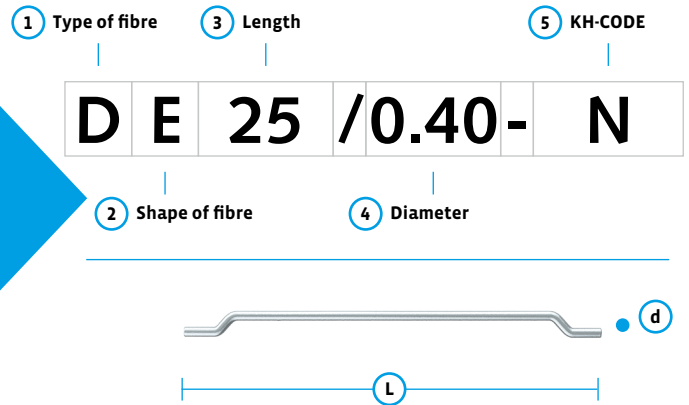 1 Type of fibre 3 Length 5 KH-CODE
D E 25 /0.40- N
2 Shape of fibre 4 Diameter
d
L